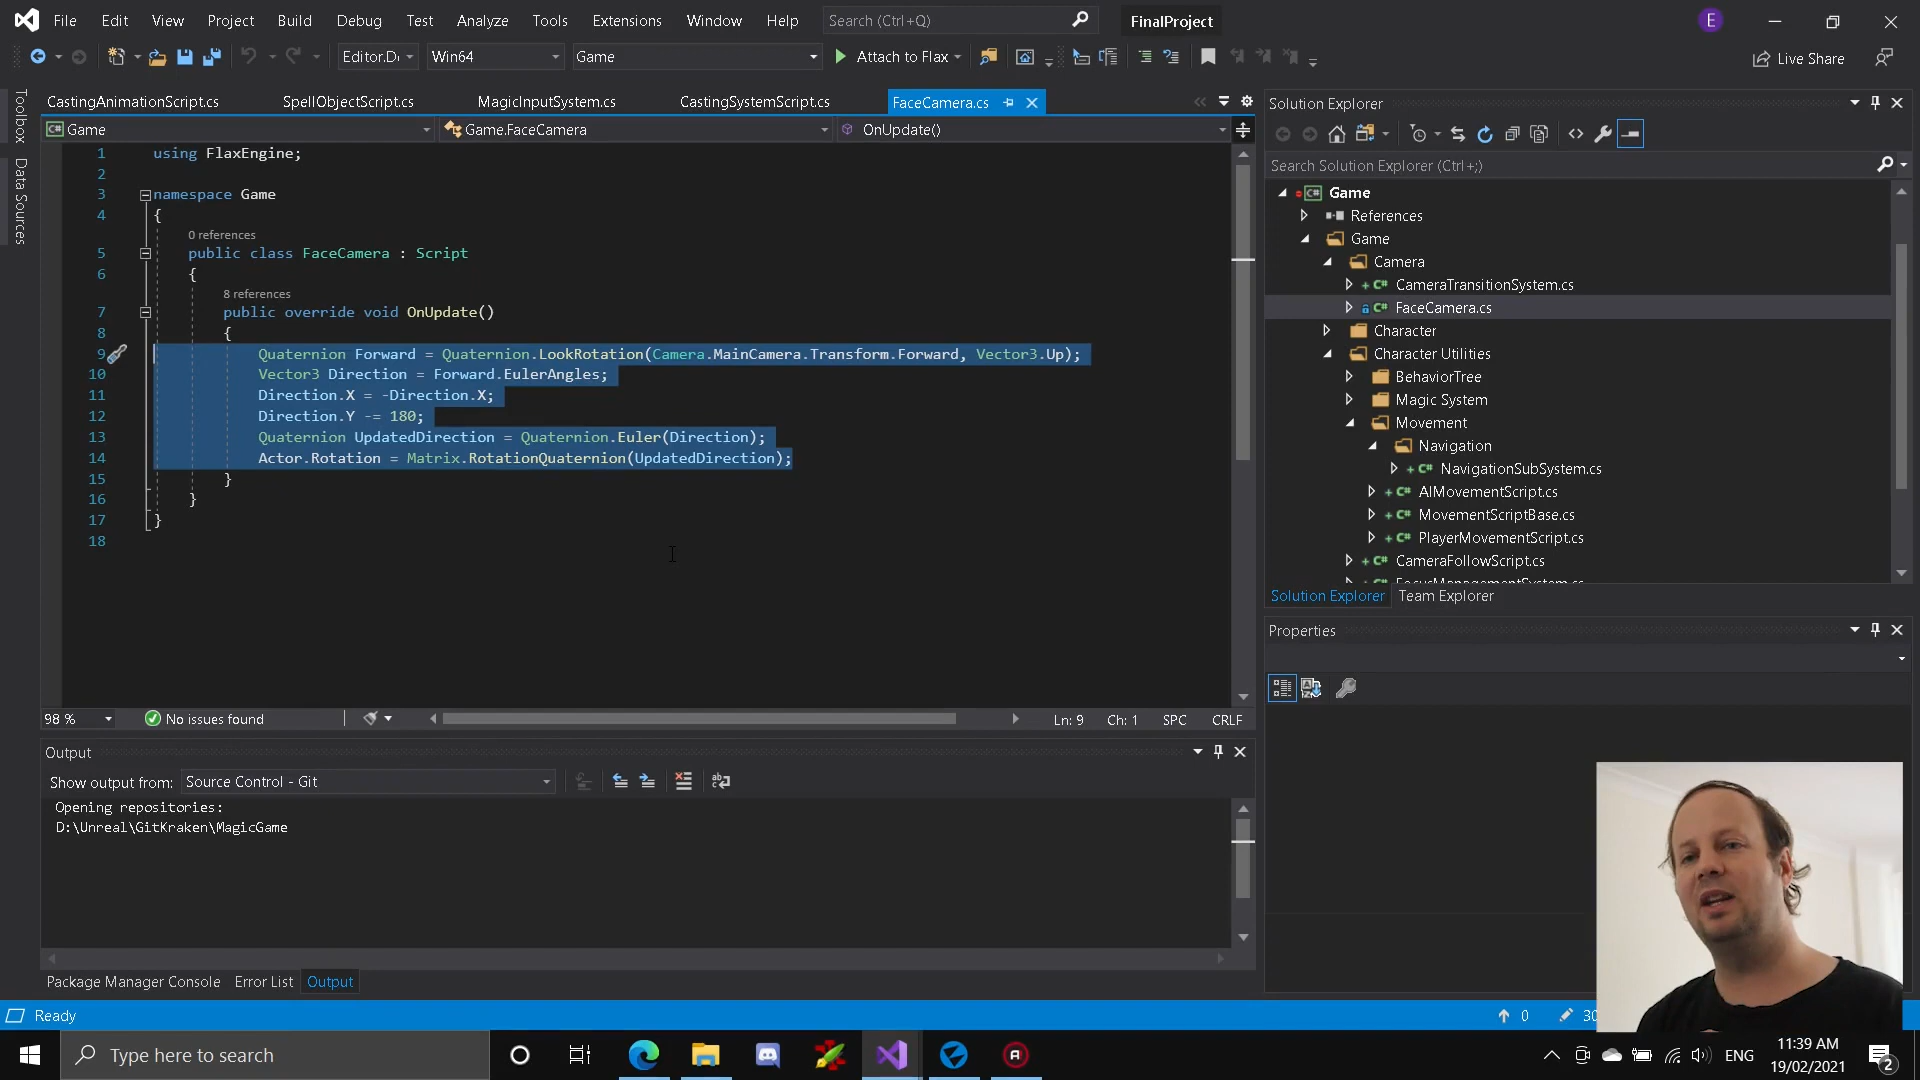 File Edit View Project Build Debug Test Analyze Tools Extensions Window Help Search (Ctrl+Q) FinalProject E
Editor.D Win64 Game Attach to Flax Live Share
Toolbox
Data Sources
CastingAnimationScript.cs SpellObjectScript.cs MagicInputSystem.cs CastingSystemScript.cs FaceCamera.cs
Game Game.FaceCamera OnUpdate()
1 using FlaxEngine;
2
3 namespace Game
4 {
0 references
5 public class FaceCamera : Script
6 {
8 references
7 public override void OnUpdate()
8 {
9 Quaternion Forward = Quaternion.LookRotation(Camera.MainCamera.Transform.Forward, Vector3.Up);
10 Vector3 Direction = Forward.EulerAngles;
11 Direction.X = -Direction.X;
12 Direction.Y -= 180;
13 Quaternion UpdatedDirection = Quaternion.Euler(Direction);
14 Actor.Rotation = Matrix.RotationQuaternion(UpdatedDirection);
15 }
16 }
17 }
18
98 % No issues found Ln: 9 Ch: 1 SPC CRLF
Output
Show output from: Source Control - Git
Opening repositories:
D:\Unreal\GitKraken\MagicGame
Package Manager Console Error List Output
Solution Explorer
Search Solution Explorer (Ctrl+;)
Game
References
Game
Camera
CameraTransitionSystem.cs
FaceCamera.cs
Character
Character Utilities
BehaviorTree
Magic System
Movement
Navigation
NavigationSubSystem.cs
AIMovementScript.cs
MovementScriptBase.cs
PlayerMovementScript.cs
CameraFollowScript.cs
FocusManagementSystem.cs
Solution Explorer Team Explorer
Properties
Ready 0 30
Type here to search ENG 11:39 AM
19/02/2021 2